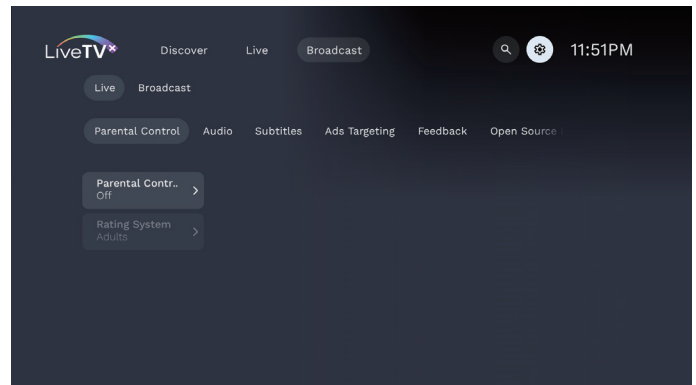 LiveTVx Discover Live Broadcast 11:51PM
Live Broadcast
Parental Control Audio Subtitles Ads Targeting Feedback Open Source
Parental Contr..
Off
Rating System
Adults